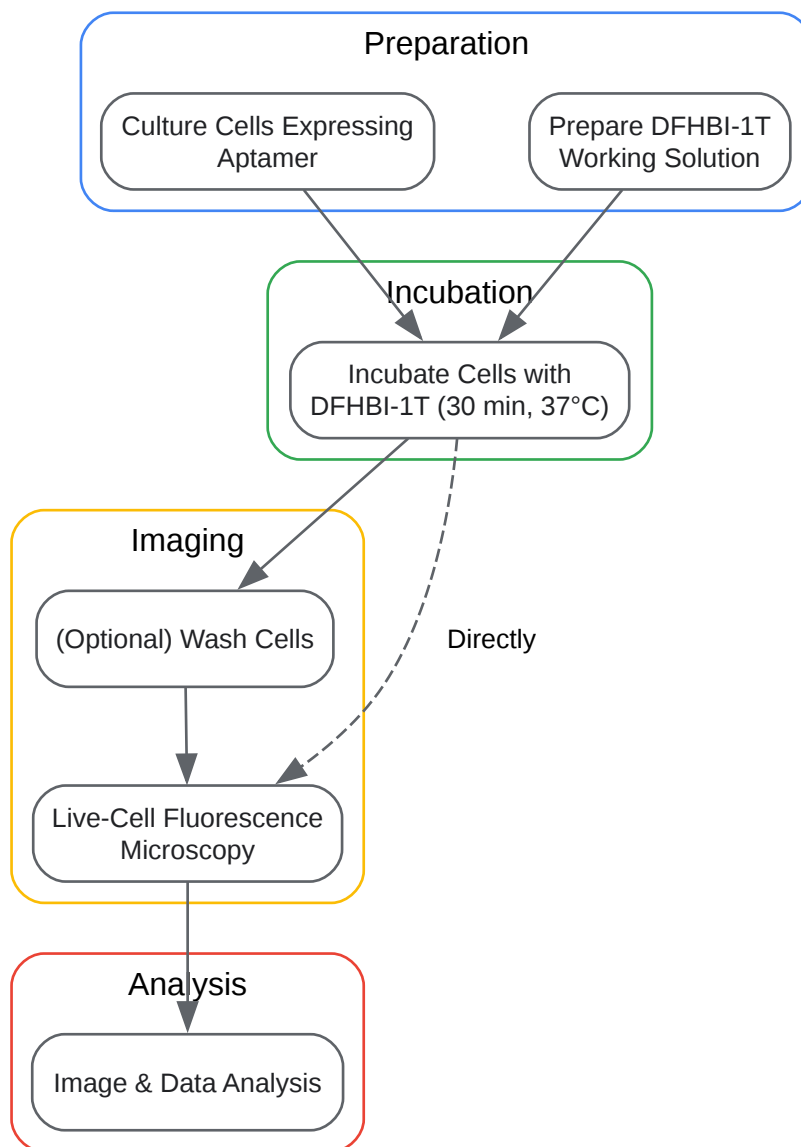 Preparation
Culture Cells Expressing
Aptamer
Prepare DFHBI-1T
Working Solution
Incubation
Incubate Cells with
DFHBI-1T (30 min, 37°C)
Imaging
(Optional) Wash Cells
Directly
Live-Cell Fluorescence
Microscopy
Analysis
Image & Data Analysis